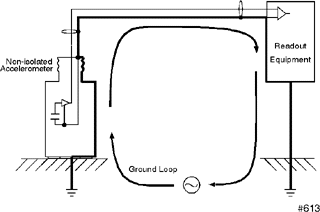 Readout
Equipment
Non-isolated
Accelerometer
Ground Loop
#613